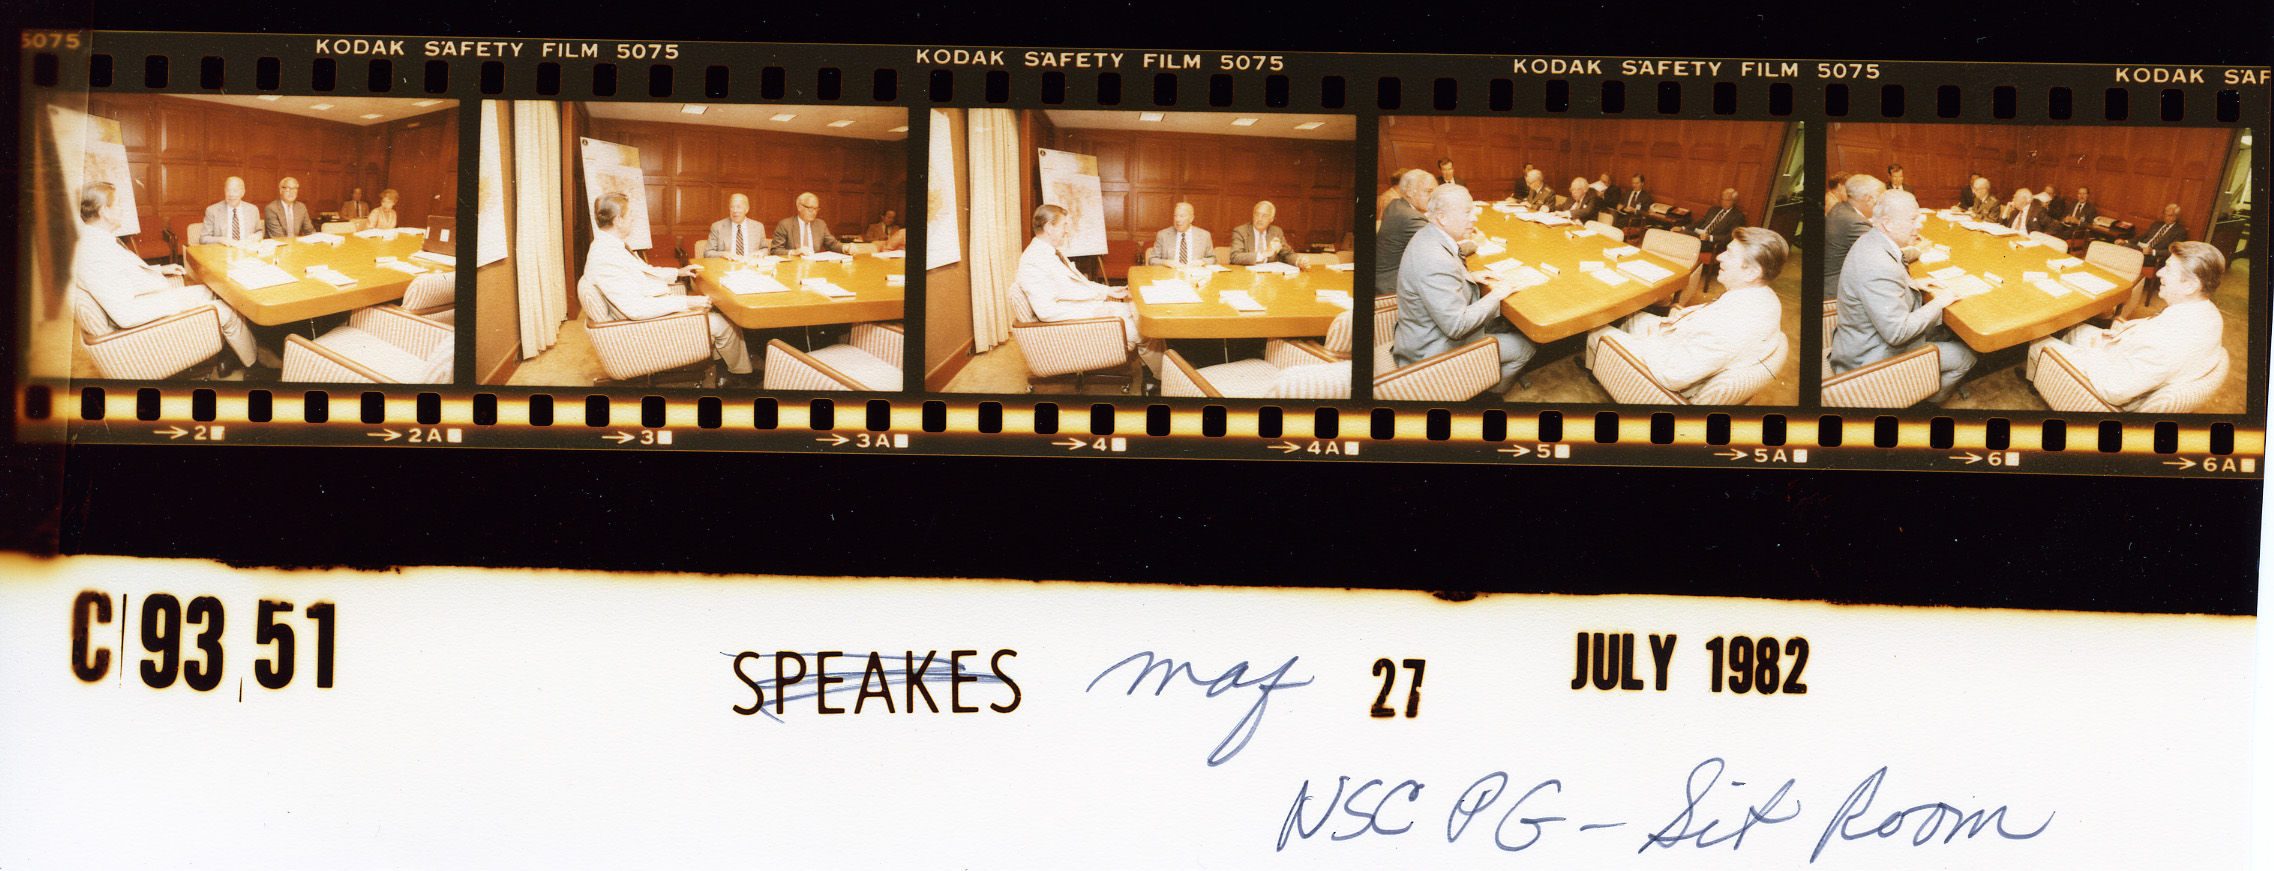 5075 KODAK SAFETY FILM 5075 KODAK SAFETY FILM 5075 KODAK SAFETY FILM 5075 KODAK SAF
→2 →2A →3 →3A →4 →4A →5 →5A →6 →6A
C 93 51
SPEAKES maf 27 JULY 1982
NSC PG - Sit Room